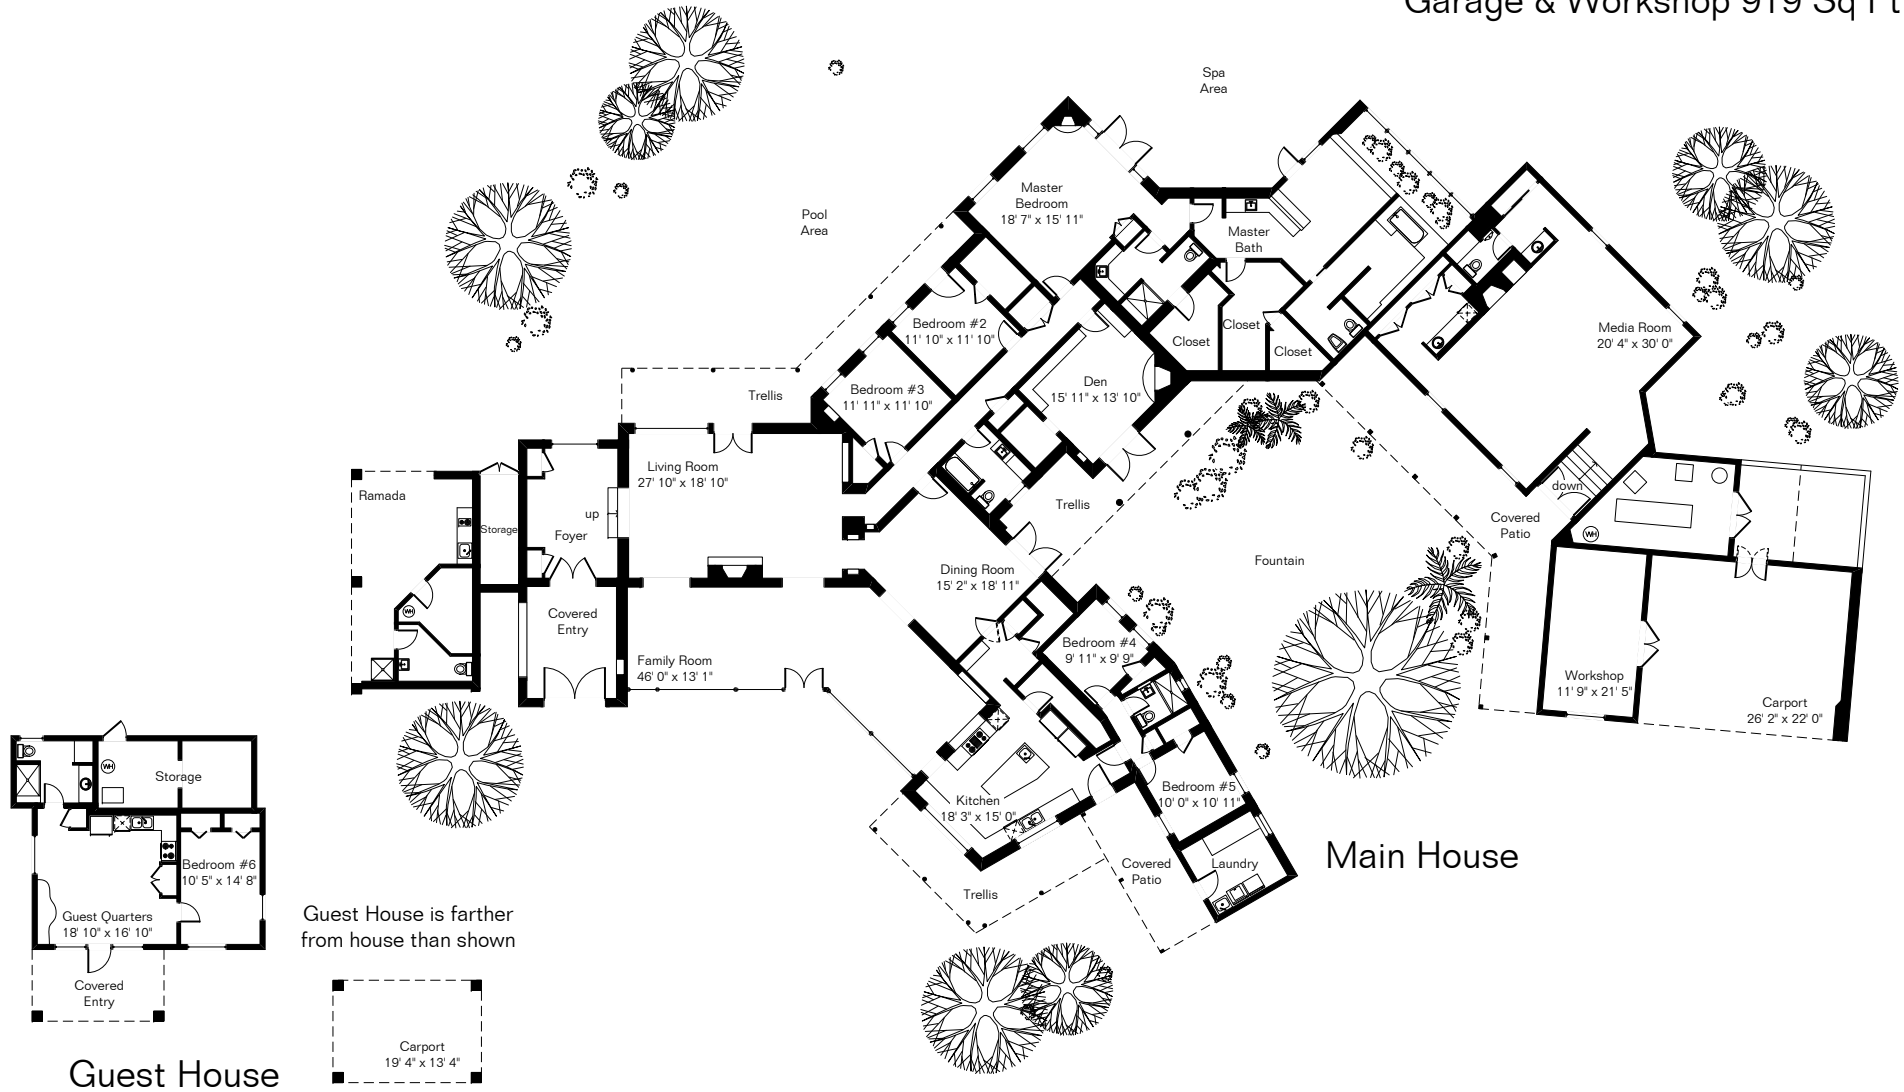 Garage & Workshop 919 Sq Ft
Spa
Area
Pool
Area
Master
Bedroom
18' 7" x 15' 11"
Master
Bath
Bedroom #2
11' 10" x 11' 10"
Bedroom #3
11' 11" x 11' 10"
Closet
Closet
Closet
Den
15' 11" x 13' 10"
Media Room
20' 4" x 30' 0"
Trellis
Living Room
27' 10" x 18' 10"
Ramada
Storage
up
Foyer
down
Trellis
Covered
Patio
WH
Fountain
Dining Room
15' 2" x 18' 11"
WH
Covered
Entry
Family Room
46' 0" x 13' 1"
Bedroom #4
9' 11" x 9' 9"
Workshop
11' 9" x 21' 5"
Carport
26' 2" x 22' 0"
WH
Storage
Kitchen
18' 3" x 15' 0"
Bedroom #5
10' 0" x 10' 11"
Main House
Bedroom #6
10' 5" x 14' 8"
Covered
Patio
Laundry
Trellis
Guest Quarters
18' 10" x 16' 10"
Guest House is farther
from house than shown
Covered
Entry
Carport
19' 4" x 13' 4"
Guest House